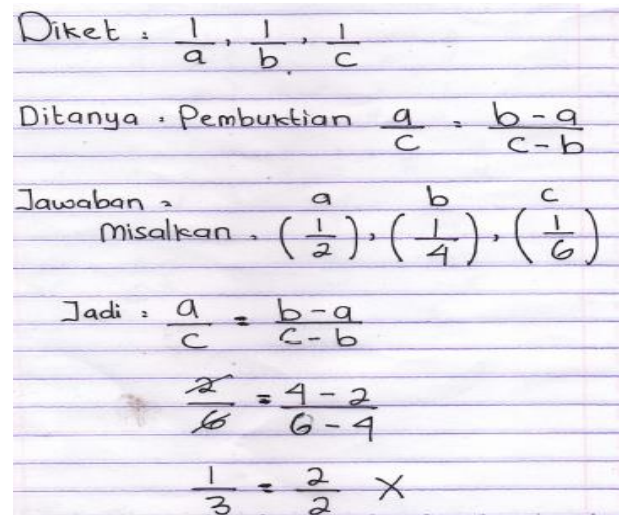 Diket : 1/a, 1/b, 1/c
Ditanya : Pembuktian a/c = b-a/c-b
Jawaban :
a b c
Misalkan : (1/2), (1/4), (1/6)
Jadi : a/c = b-a/c-b
2/6 = 4-2/6-4
1/3 = 2/2 X